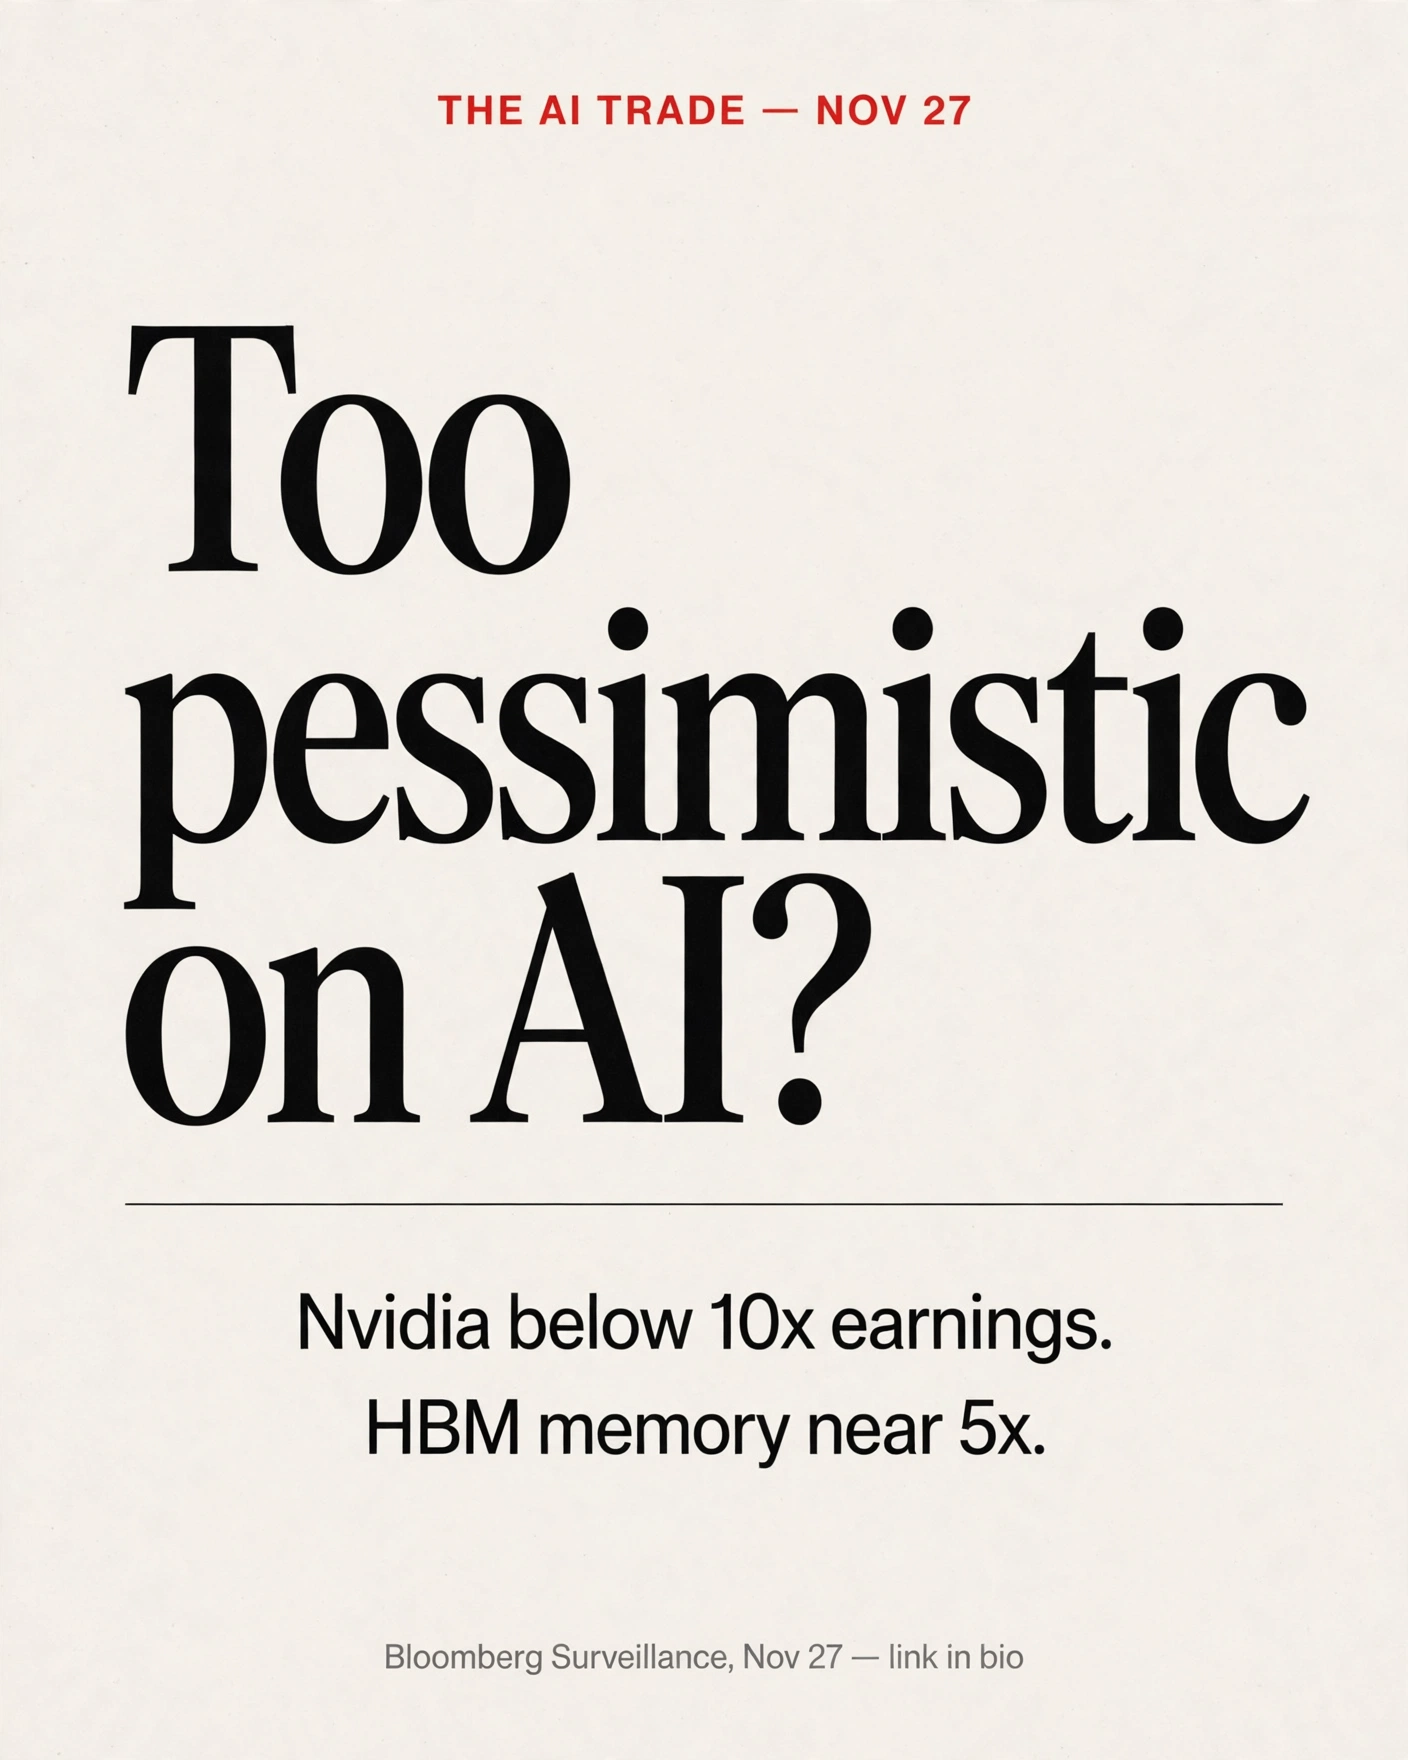 THE AI TRADE — NOV 27
Too
pessimistic
on AI?
Nvidia below 10x earnings.
HBM memory near 5x.
Bloomberg Surveillance, Nov 27 — link in bio